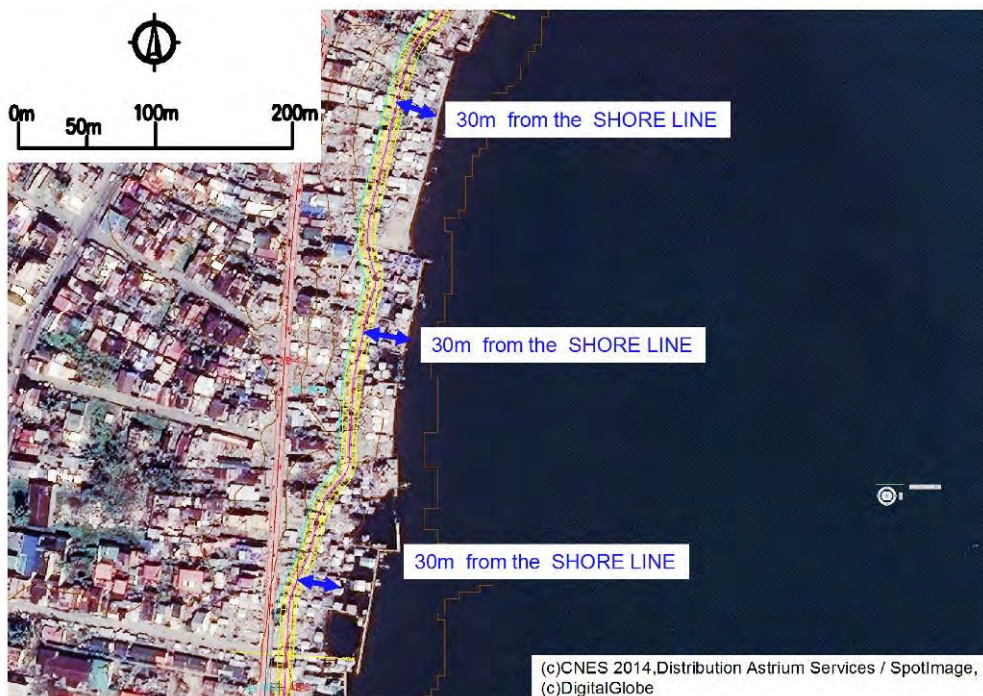 0m 100m 200m
50m
30m from the SHORE LINE
30m from the SHORE LINE
30m from the SHORE LINE
(c)CNES 2014,Distribution Astrium Services / SpotImage,
(c)DigitalGlobe